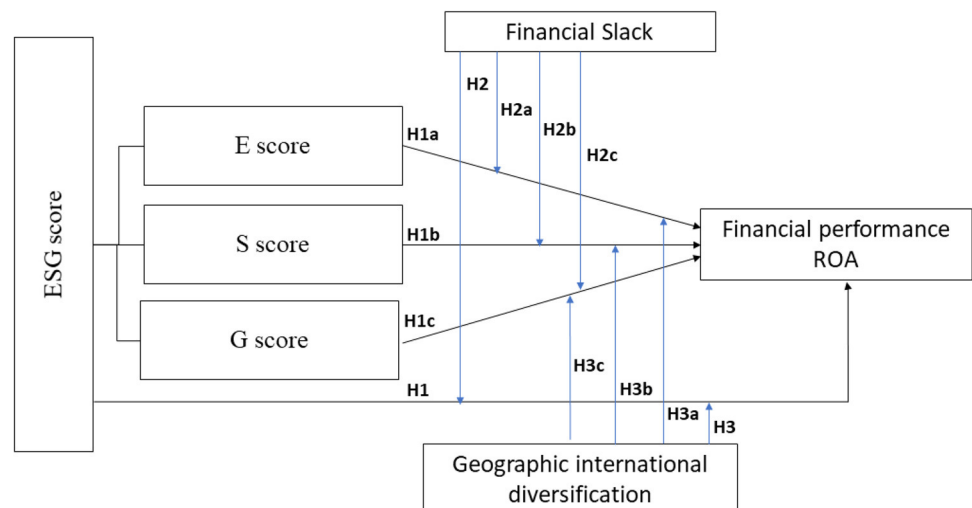 Financial Slack
H2
H2a
H2b
H2c
H1a
E score
ESG score
S score
H1b
G score
H1c
H1
Financial performance
ROA
H3c
H3b
H3a
H3
Geographic international
diversification